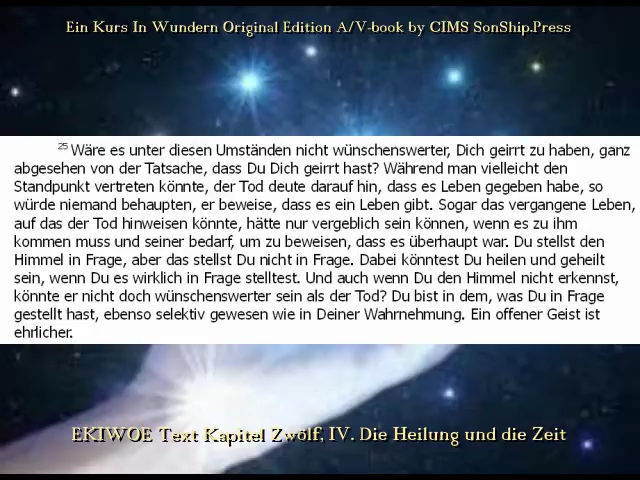 Ein Kurs In Wundern Original Edition A/V-book by CIMS SonShip.Press
25 Wäre es unter diesen Umständen nicht wünschenswerter, Dich geirrt zu haben, ganz
abgesehen von der Tatsache, dass Du Dich geirrt hast? Während man vielleicht den
Standpunkt vertreten könnte, der Tod deute darauf hin, dass es Leben gegeben habe, so
würde niemand behaupten, er beweise, dass es ein Leben gibt. Sogar das vergangene Leben,
auf das der Tod hinweisen könnte, hätte nur vergeblich sein können, wenn es zu ihm
kommen muss und seiner bedarf, um zu beweisen, dass es überhaupt war. Du stellst den
Himmel in Frage, aber das stellst Du nicht in Frage. Dabei könntest Du heilen und geheilt
sein, wenn Du es wirklich in Frage stelltest. Und auch wenn Du den Himmel nicht erkennst,
könnte er nicht doch wünschenswerter sein als der Tod? Du bist in dem, was Du in Frage
gestellt hast, ebenso selektiv gewesen wie in Deiner Wahrnehmung. Ein offener Geist ist
ehrlicher.
EKIWOE Text Kapitel Zwölf, IV. Die Heilung und die Zeit